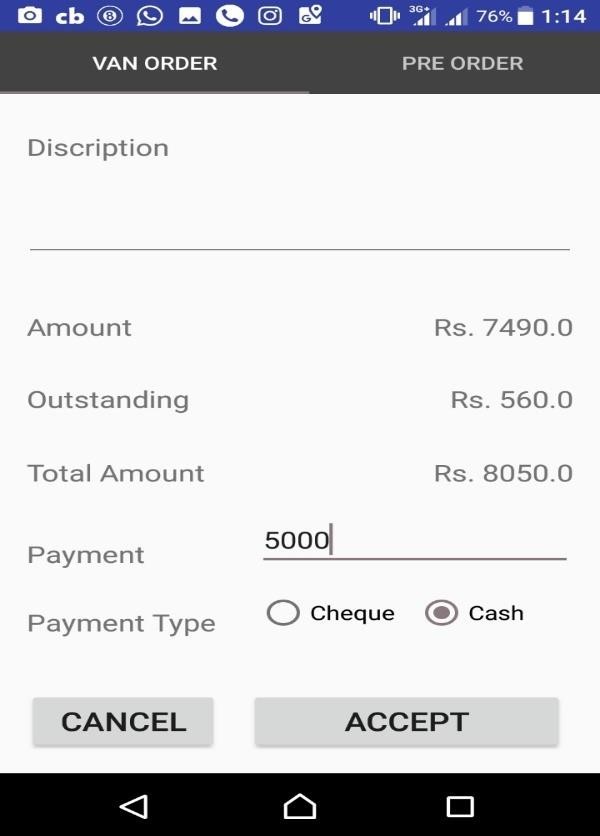 cb 8 G 3G+ 76% 1:14
VAN ORDER PRE ORDER
Discription
Amount Rs. 7490.0
Outstanding Rs. 560.0
Total Amount Rs. 8050.0
Payment 5000
Payment Type Cheque Cash
CANCEL ACCEPT